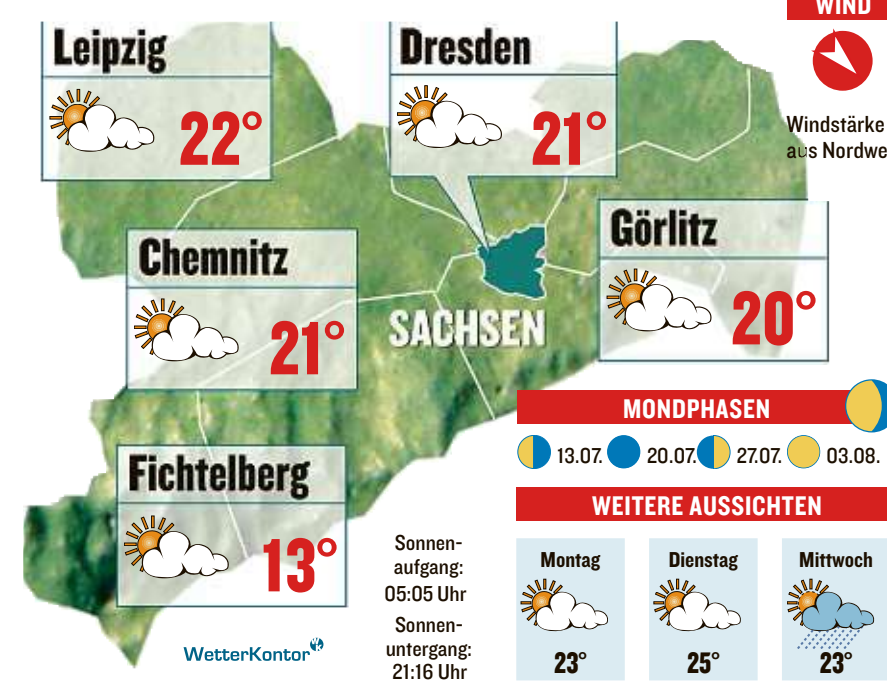 WIND
Leipzig
22°
Dresden
21°
Windstärke
aus Nordwe
Görlitz
20°
Chemnitz
21°
SACHSEN
MONDPHASEN
13.07. 20.07. 27.07. 03.08.
Fichtelberg
13°
WEITERE AUSSICHTEN
Sonnen-
aufgang:
05:05 Uhr
Sonnen-
untergang:
21:16 Uhr
Montag
23°
Dienstag
25°
Mittwoch
23°
WetterKontor